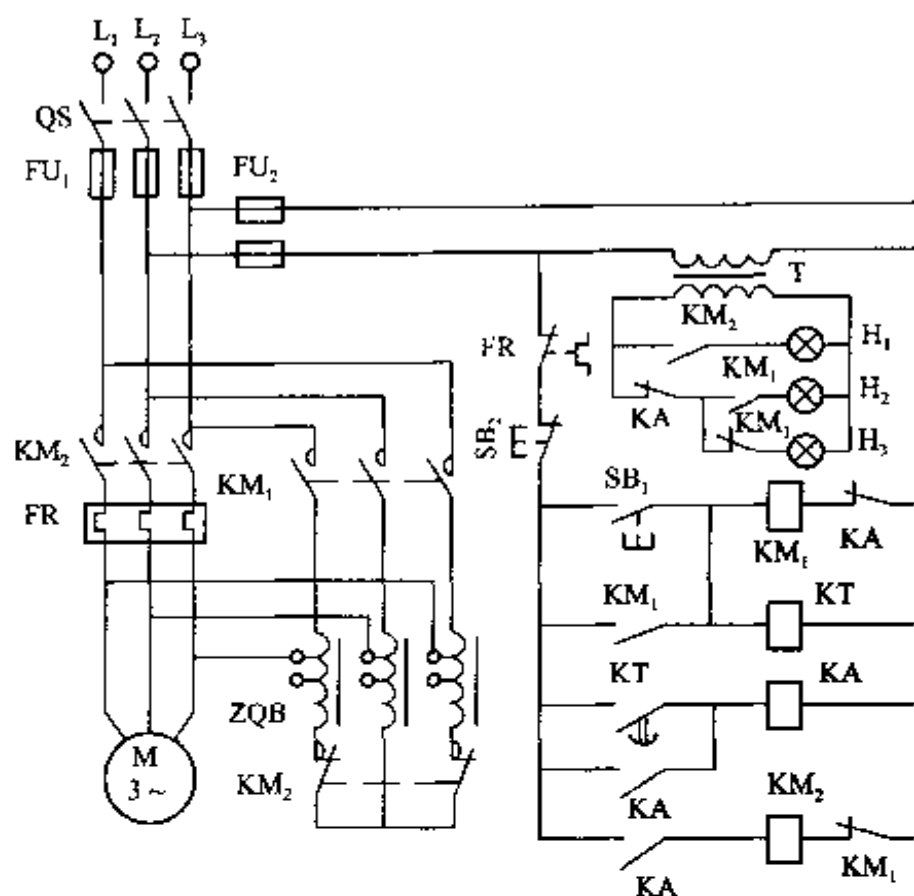 L₁ L₂ L₃
QS
FU₁
FU₂
T
KM₂
H₁
FR
KM₁
H₂
KA
KM₁
H₃
SB₂
KM₂
KM₁
SB₁
FR
KM₁
KA
KM₁
KT
KT
KA
ZQB
M
3~
KM₂
KA
KM₂
KA
KM₁